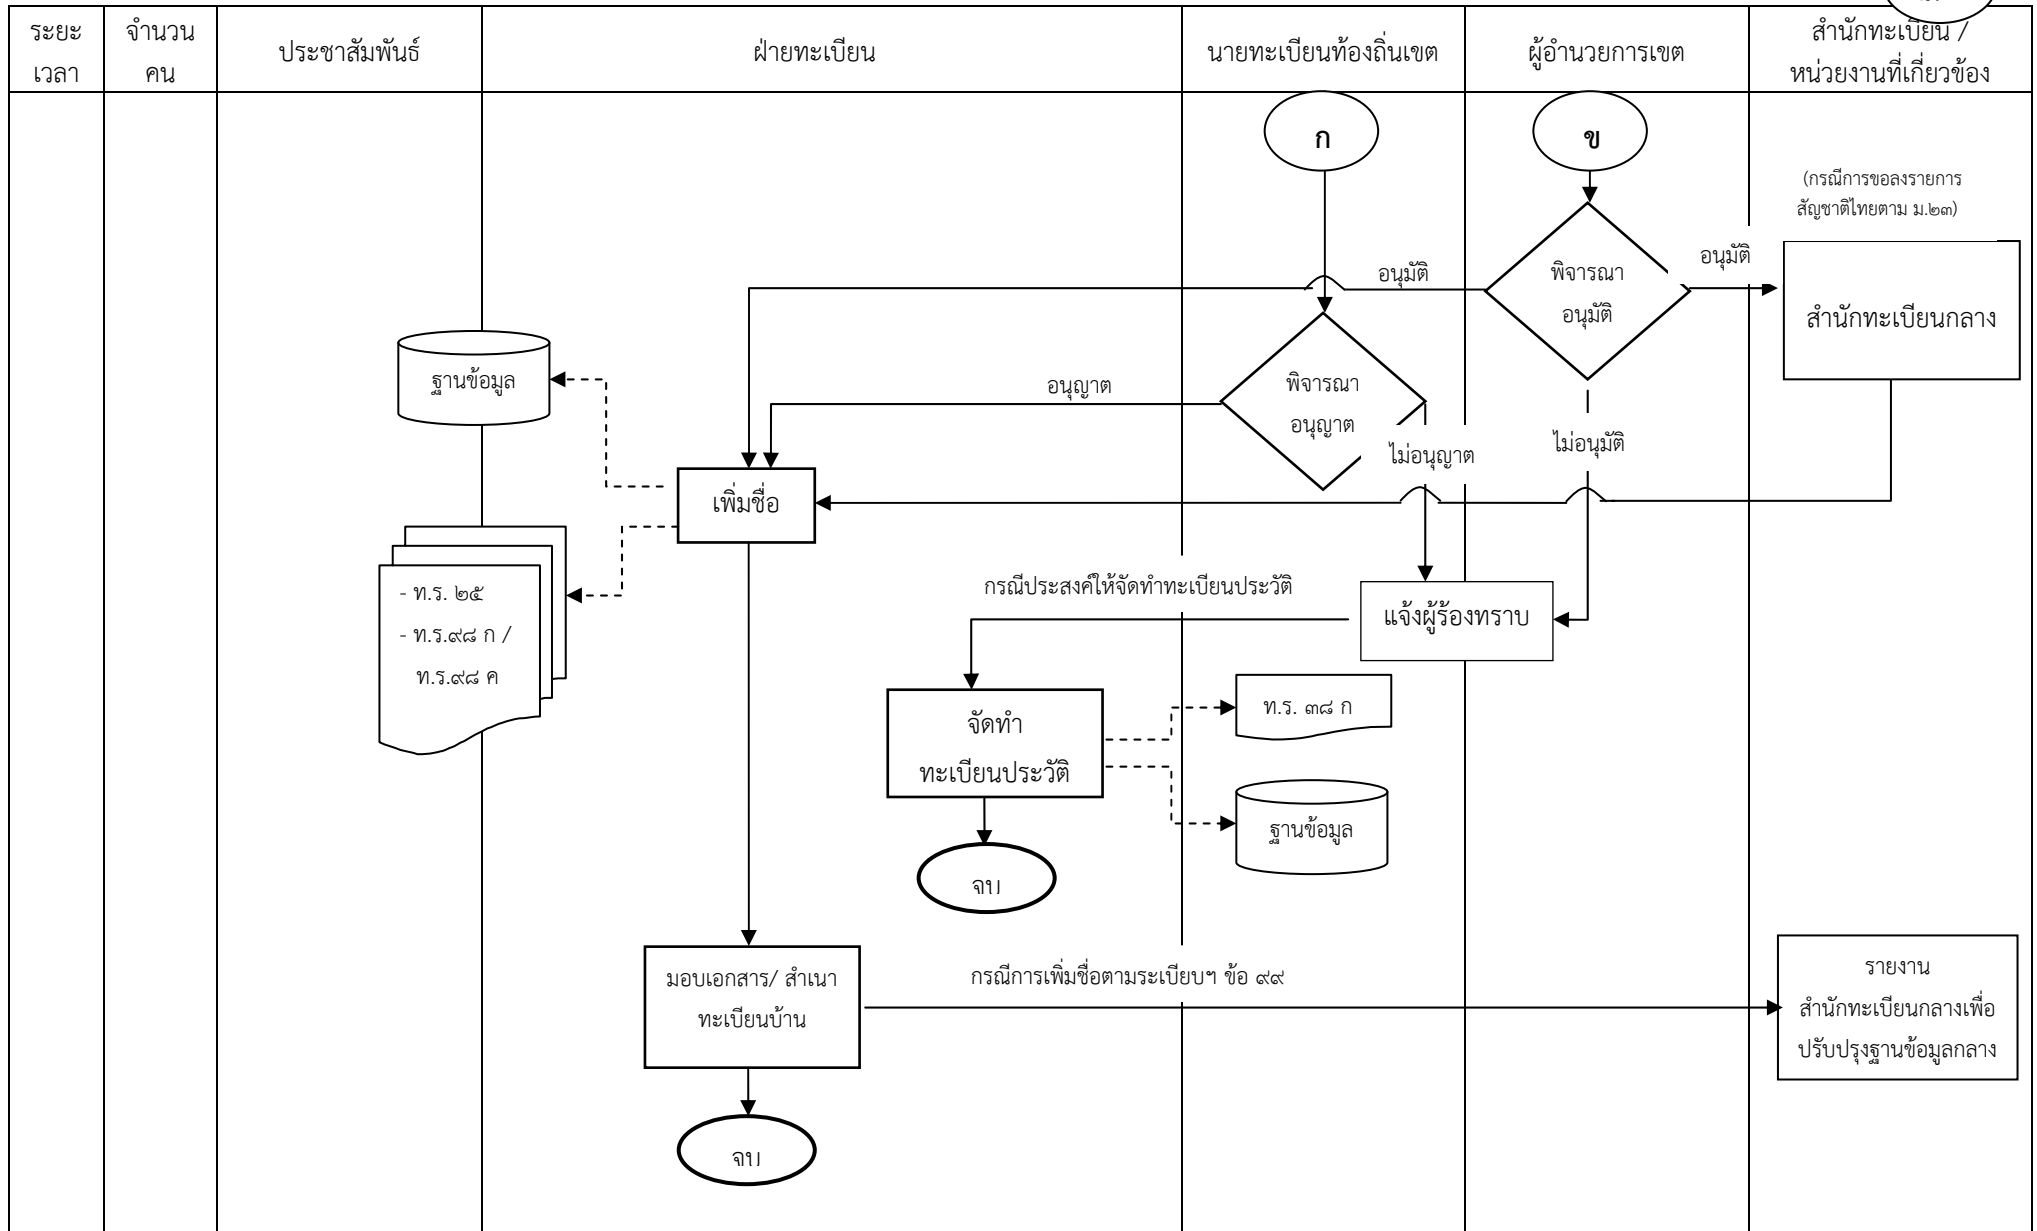 ระยะ
เวลา
จำนวน
คน
ประชาสัมพันธ์
ฝ่ายทะเบียน
นายทะเบียนท้องถิ่นเขต
ผู้อำนวยการเขต
สำนักทะเบียน /
หน่วยงานที่เกี่ยวข้อง
ก
ข
(กรณีการขอลงรายการ
สัญชาติไทยตาม ม.๒๓)
อนุมัติ
อนุมัติ
พิจารณา
อนุมัติ
สำนักทะเบียนกลาง
ฐานข้อมูล
อนุญาต
พิจารณา
อนุญาต
ไม่อนุญาต
ไม่อนุมัติ
เพิ่มชื่อ
- ท.ร. ๒๕
- ท.ร.๙๘ ก /
ท.ร.๙๘ ค
กรณีประสงค์ให้จัดทำทะเบียนประวัติ
แจ้งผู้ร้องทราบ
จัดทำ
ทะเบียนประวัติ
ท.ร. ๓๘ ก
ฐานข้อมูล
จบ
มอบเอกสาร/ สำเนา
ทะเบียนบ้าน
กรณีการเพิ่มชื่อตามระเบียบฯ ข้อ ๙๙
รายงาน
สำนักทะเบียนกลางเพื่อ
ปรับปรุงฐานข้อมูลกลาง
จบ